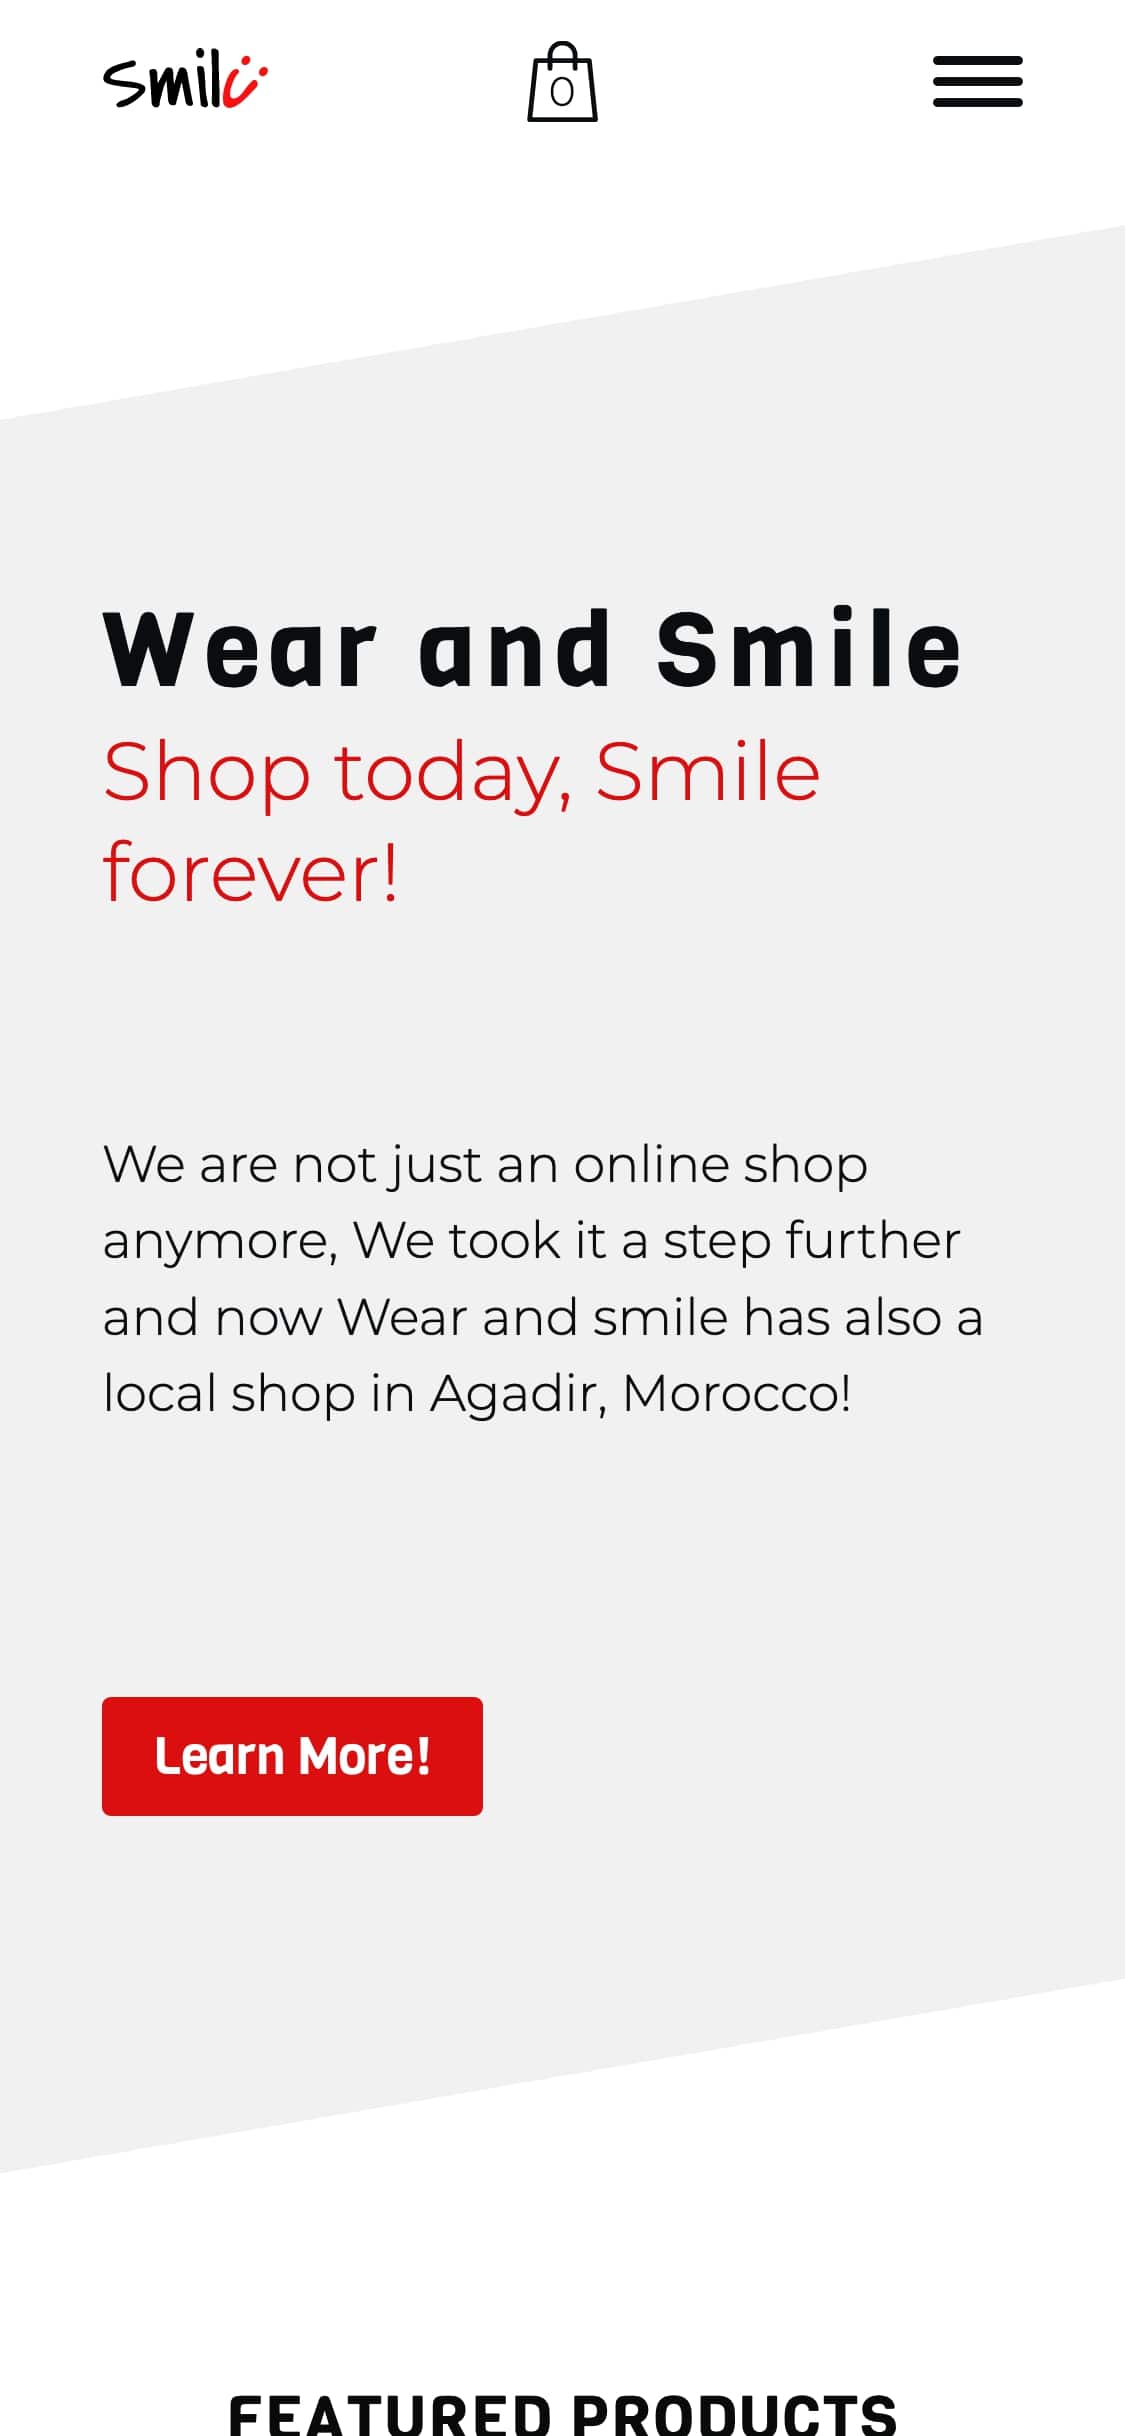 Smile
0
Wear and Smile
Shop today, Smile
forever!
We are not just an online shop
anymore, We took it a step further
and now Wear and smile has also a
local shop in Agadir, Morocco!
Learn More!
FEATURED PRODUCTS